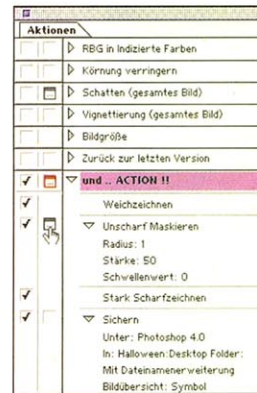 Aktionen
RBG in Indizierte Farben
Körnung verringern
Schatten (gesamtes Bild)
Vignettierung (gesamtes Bild)
Bildgröße
Zurück zur letzten Version
und .. ACTION !!
Weichzeichnen
Unscharf Maskieren
Radius: 1
Stärke: 50
Schwellenwert: 0
Stark Scharfzeichnen
Sichern
Unter: Photoshop 4.0
In: Halloween:Desktop Folder:
Mit Dateinamenerweiterung
Bildübersicht: Symbol